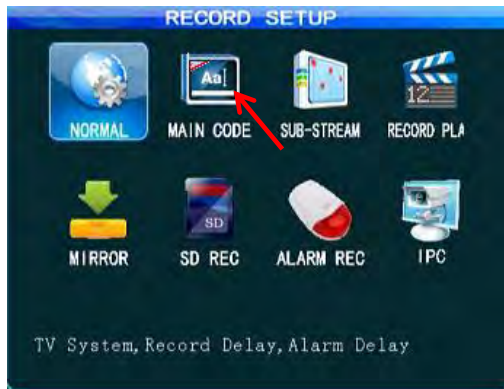 RECORD SETUP
Aa
12
NORMAL MAIN CODE SUB-STREAM RECORD PLA
SD
MIRROR SD REC ALARM REC IPC
TV System, Record Delay, Alarm Delay